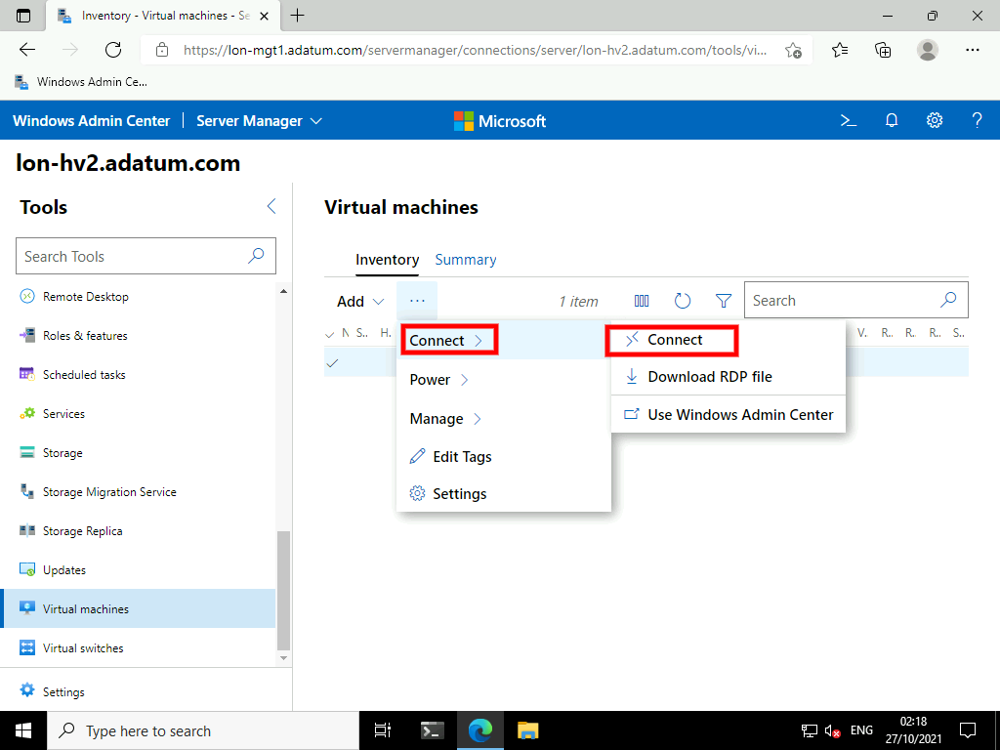 Inventory - Virtual machines - Se
https://lon-mgt1.adatum.com/servermanager/connections/server/lon-hv2.adatum.com/tools/vi...
Windows Admin Ce...
Windows Admin Center
Server Manager
Microsoft
lon-hv2.adatum.com
Tools
Search Tools
Remote Desktop
Roles & features
Scheduled tasks
Services
Storage
Storage Migration Service
Storage Replica
Updates
Virtual machines
Virtual switches
Settings
Virtual machines
Inventory Summary
Add ... 1 item Search
N S.. H. V. R.. R.. R.. S..
Connect
Power
Manage
Edit Tags
Settings
Connect
Download RDP file
Use Windows Admin Center
Type here to search
ENG
02:18
27/10/2021